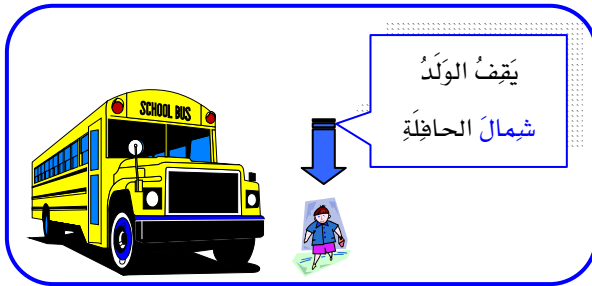 SCHOOL BUS
يَقِفُ الوَلَدُ
شِمالَ الحافِلَةِ